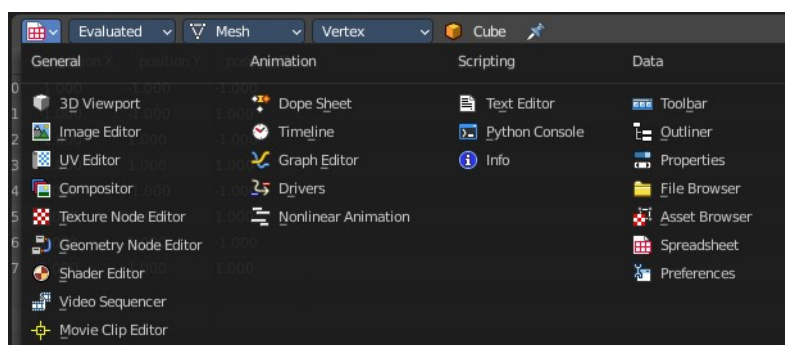 Evaluated Mesh Vertex Cube
General Animation Scripting Data
3D Viewport Dope Sheet Text Editor Toolbar
Image Editor Timeline Python Console Outliner
UV Editor Graph Editor Info Properties
Compositor Drivers File Browser
Texture Node Editor Nonlinear Animation Asset Browser
Geometry Node Editor Spreadsheet
Shader Editor Preferences
Video Sequencer
Movie Clip Editor